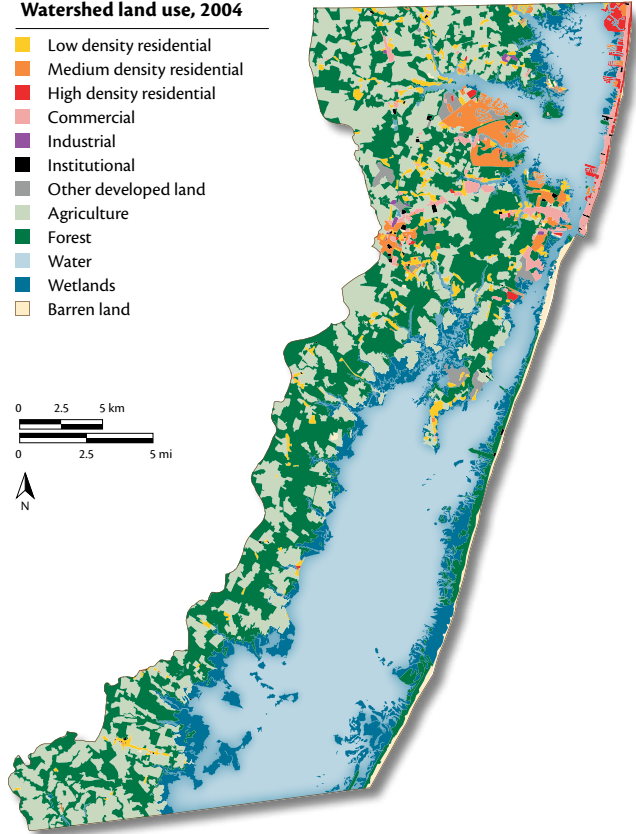 Watershed land use, 2004
Low density residential
Medium density residential
High density residential
Commercial
Industrial
Institutional
Other developed land
Agriculture
Forest
Water
Wetlands
Barren land
0 2.5 5 km
0 2.5 5 mi
N